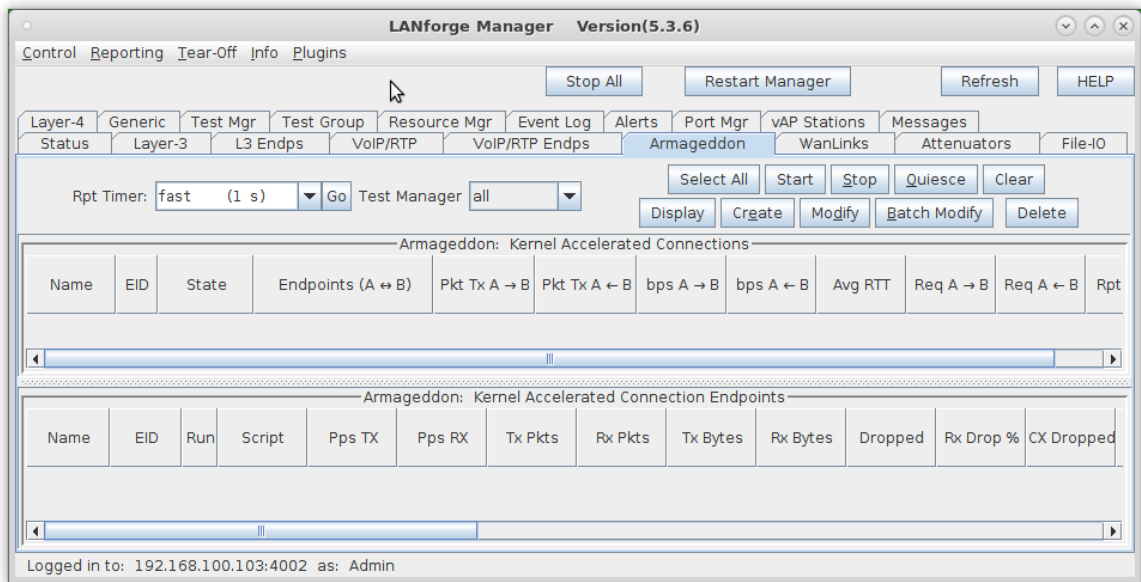 LANforge Manager Version(5.3.6)
Control Reporting Tear-Off Info Plugins
Stop All Restart Manager Refresh HELP
Layer-4 Generic Test Mgr Test Group Resource Mgr Event Log Alerts Port Mgr vAP Stations Messages
Status Layer-3 L3 Endps VoIP/RTP VoIP/RTP Endps Armageddon WanLinks Attenuators File-IO
Rpt Timer: fast (1 s) Go Test Manager all Select All Start Stop Quiesce Clear
Display Create Modify Batch Modify Delete
Armageddon: Kernel Accelerated Connections
Name EID State Endpoints (A ↔ B) Pkt Tx A → B Pkt Tx A ← B bps A → B bps A ← B Avg RTT Req A → B Req A ← B Rpt
Armageddon: Kernel Accelerated Connection Endpoints
Name EID Run Script Pps TX Pps RX Tx Pkts Rx Pkts Tx Bytes Rx Bytes Dropped Rx Drop % CX Dropped
Logged in to: 192.168.100.103:4002 as: Admin